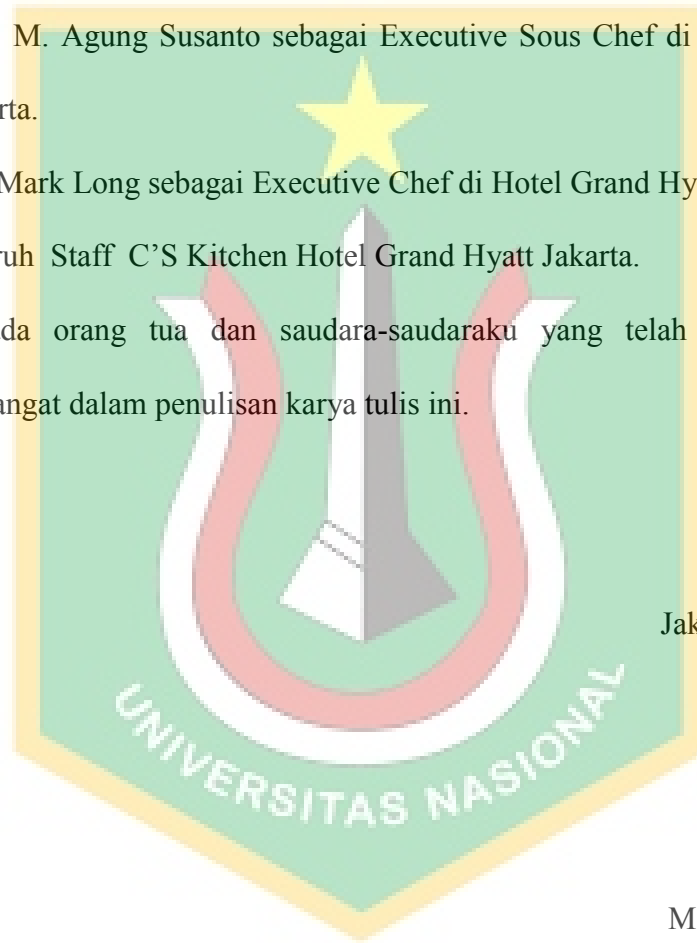 M. Agung Susanto sebagai Executive Sous Chef di
rta.
Mark Long sebagai Executive Chef di Hotel Grand Hy
ruh Staff C’S Kitchen Hotel Grand Hyatt Jakarta.
da orang tua dan saudara-saudaraku yang telah
angat dalam penulisan karya tulis ini.
Jak
UNIVERSITAS NASIONAL
M